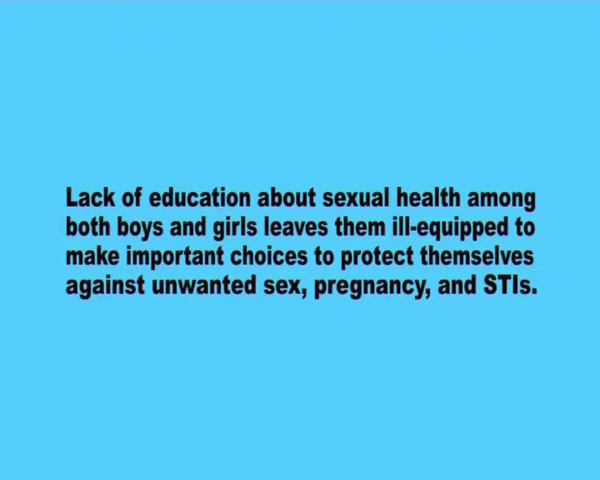 Lack of education about sexual health among
both boys and girls leaves them ill-equipped to
make important choices to protect themselves
against unwanted sex, pregnancy, and STIs.